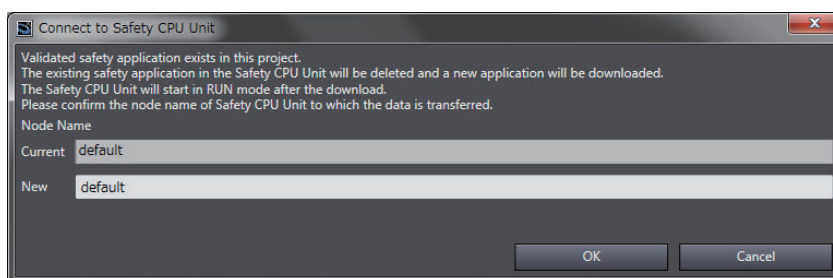 Connect to Safety CPU Unit
Validated safety application exists in this project.
The existing safety application in the Safety CPU Unit will be deleted and a new application will be downloaded.
The Safety CPU Unit will start in RUN mode after the download.
Please confirm the node name of Safety CPU Unit to which the data is transferred.
Node Name
Current default
New default
OK Cancel